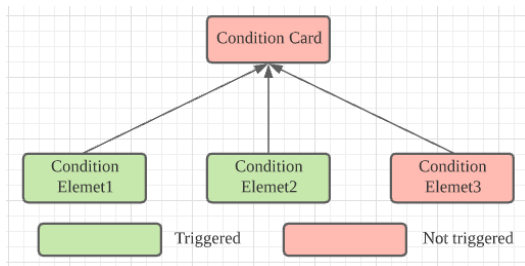 Condition Card
Condition
Elemet1
Condition
Elemet2
Condition
Elemet3
Triggered
Not triggered